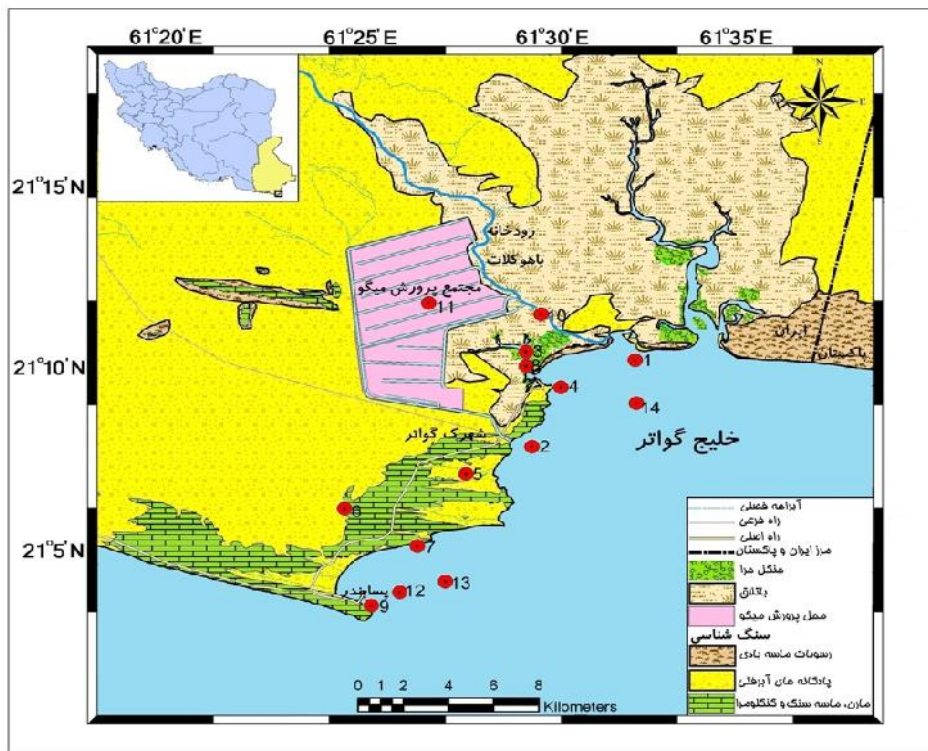 61°20'E 61°25'E 61°30'E 61°35'E
N
E
S
21°15'N
رودخانه
باهوکلات
مجتمع پرورش میگو
11
10
ایران
پاکستان
3
8
1
21°10'N
4
14
شهرک گواتر
2
خلیج گواتر
5
6
21°5'N
7
13
پسابندر
12
9
آبراهه فصلی
راه فرعی
راه اصلی
مرز ایران و پاکستان
جنگل حرا
باتلاق
محل پرورش میگو
سنگ شناسی
رسوبات ماسه بادی
پادگانه های آبرفتی
مارن، ماسه سنگ و کنگلومرا
0 1 2 4 6 8
Kilometers